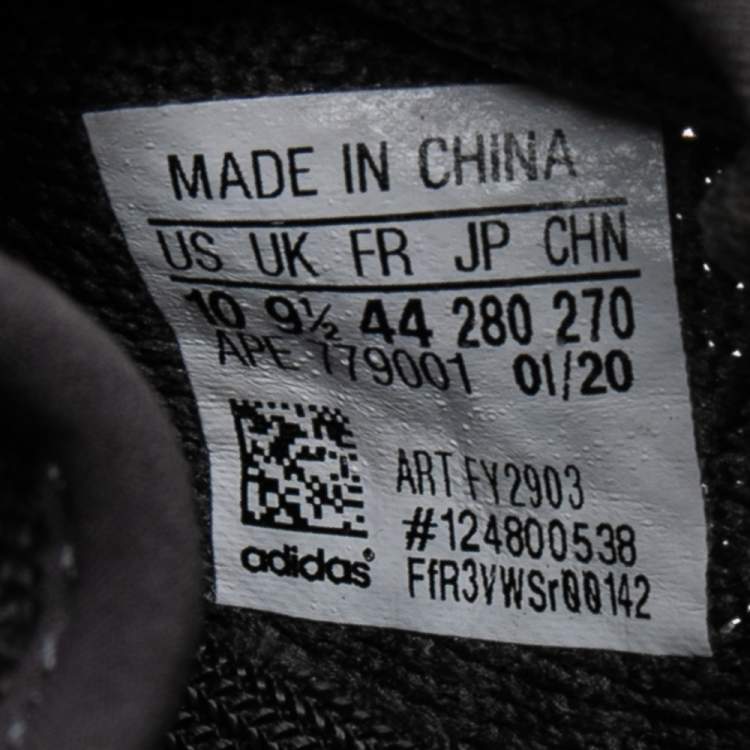 MADE IN CHINA
US UK FR JP CHN
10 9½ 44 280 270
APE 779001 01/20
ART FY2903
#124800538
FfR3VWSr00142
adidas®